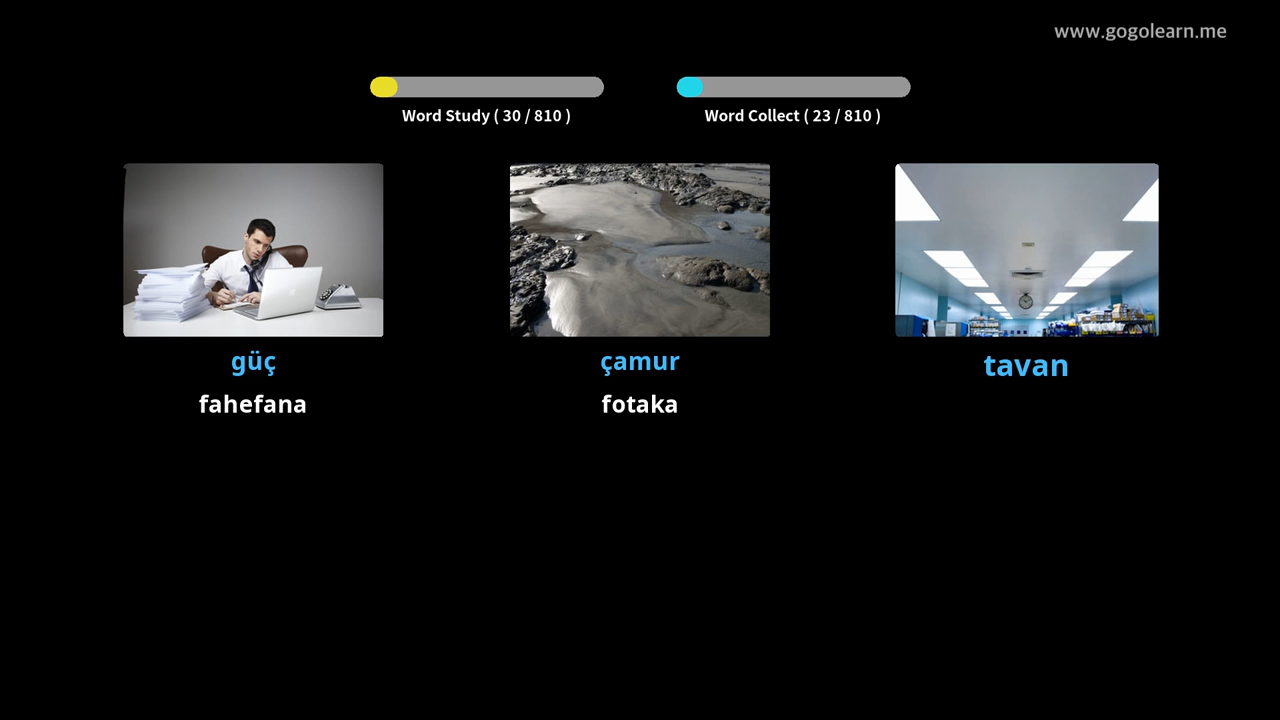 www.gogolearn.me
Word Study ( 30 / 810 )
Word Collect ( 23 / 810 )
güç
çamur
tavan
fahefana
fotaka